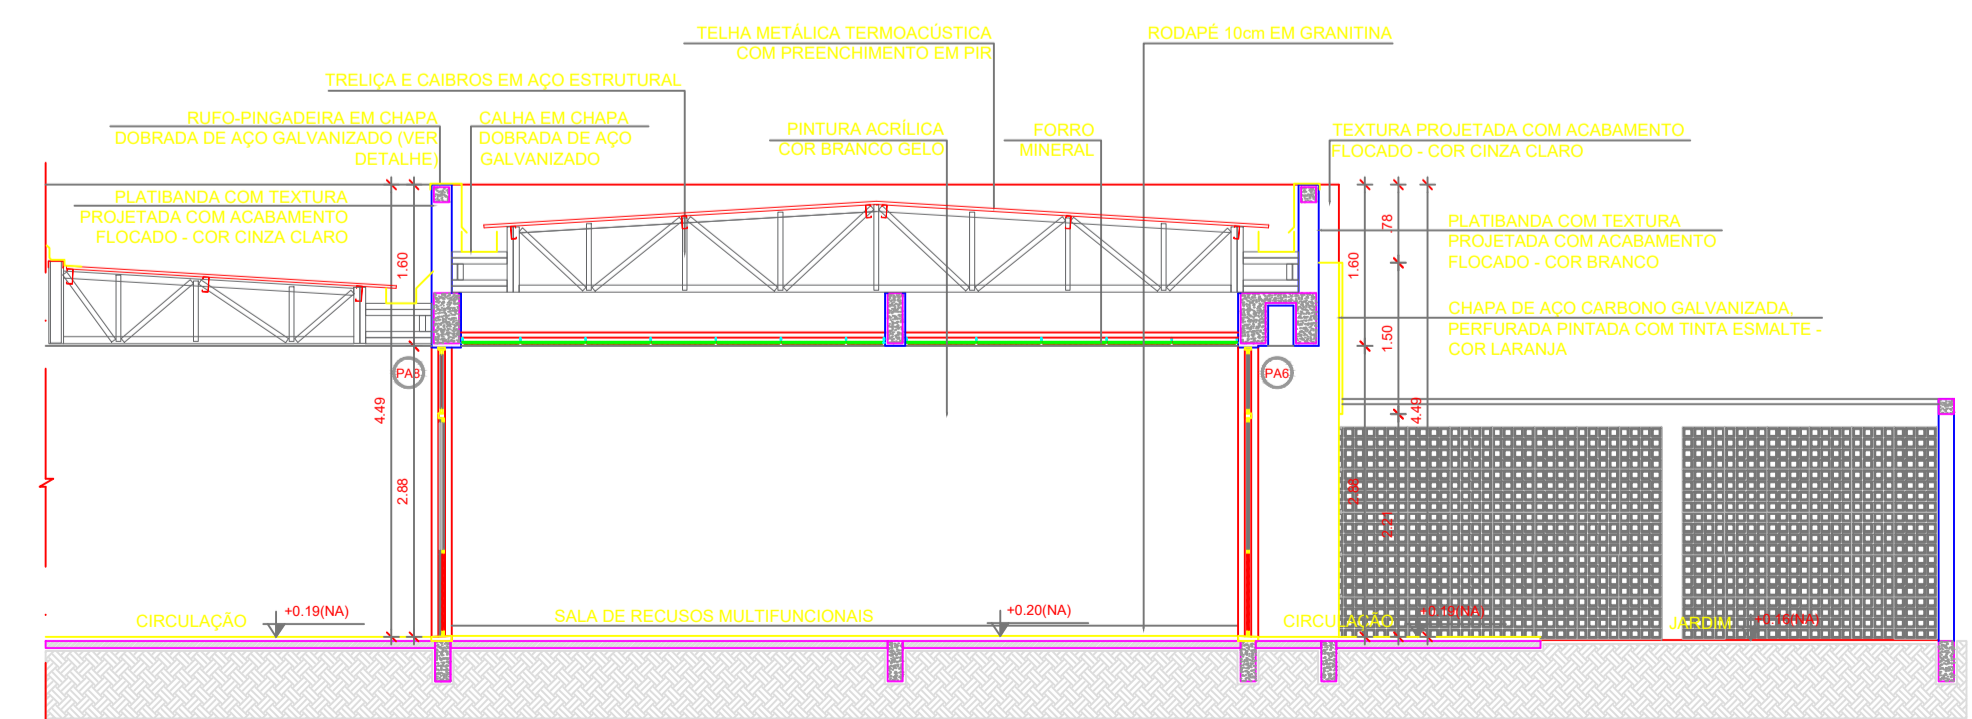 TELHA METÁLICA TERMOACÚSTICA
COM PREENCHIMENTO EM PIR
RODAPÉ 10cm EM GRANITINA
TRELIÇA E CAIBROS EM AÇO ESTRUTURAL
RUFO-PINGADEIRA EM CHAPA
DOBRADA DE AÇO GALVANIZADO (VER
DETALHE)
CALHA EM CHAPA
DOBRADA DE AÇO
GALVANIZADO
PINTURA ACRÍLICA
COR BRANCO GELO
FORRO
MINERAL
TEXTURA PROJETADA COM ACABAMENTO
FLOCADO - COR CINZA CLARO
PLATIBANDA COM TEXTURA
PROJETADA COM ACABAMENTO
FLOCADO - COR CINZA CLARO
PLATIBANDA COM TEXTURA
PROJETADA COM ACABAMENTO
FLOCADO - COR BRANCO
CHAPA DE AÇO CARBONO GALVANIZADA,
PERFURADA PINTADA COM TINTA ESMALTE -
COR LARANJA
1.60
4.49
2.88
PA3
PA6
.78
1.60
1.50
4.49
2.88
2.21
CIRCULAÇÃO
+0.19(NA)
SALA DE RECUSOS MULTIFUNCIONAIS
+0.20(NA)
CIRCULAÇÃO
+0.19(NA)
JARDIM
+0.16(NA)